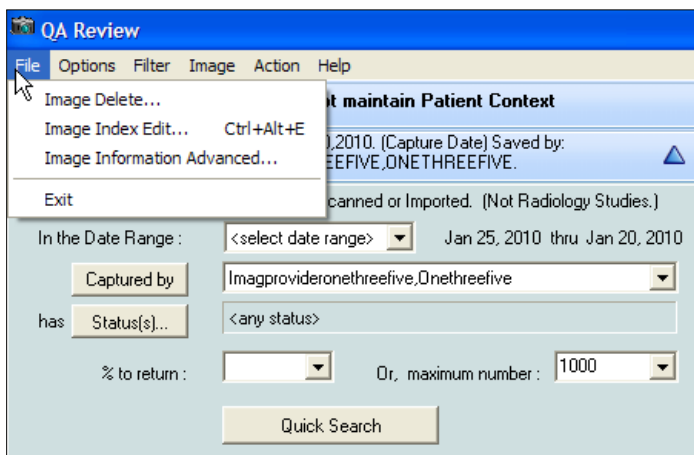 QA Review
File Options Filter Image Action Help
Image Delete...
Image Index Edit... Ctrl+Alt+E
Image Information Advanced...
Exit
maintain Patient Context
,2010. (Capture Date) Saved by:
EEFIVE,ONETHREEFIVE.
canned or Imported. (Not Radiology Studies.)
In the Date Range : <select date range> Jan 25, 2010 thru Jan 20, 2010
Captured by Imagprovideronethreefive,Onethreefive
has Status(s)... <any status>
% to return : Or, maximum number : 1000
Quick Search